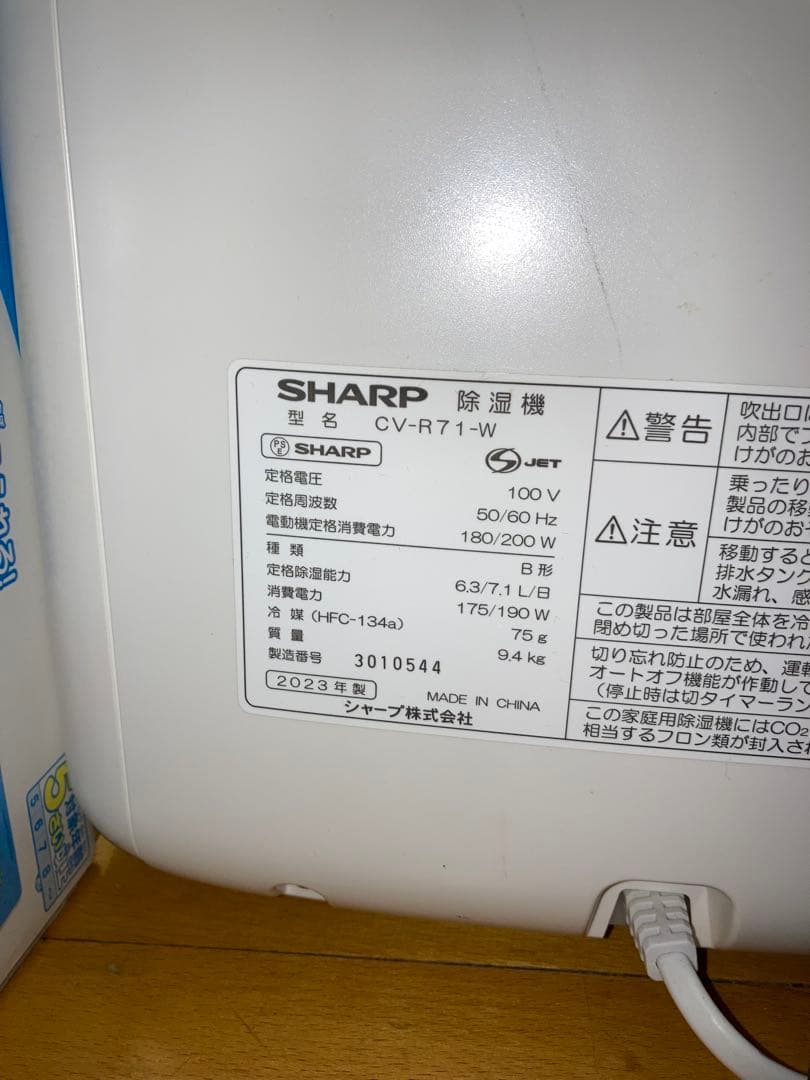 SHARP 除湿機
型名 CV-R71-W
PSE SHARP
JET
定格電圧 100 V
定格周波数 50/60 Hz
電動機定格消費電力 180/200 W
種類 B形
定格除湿能力 6.3/7.1 L/日
消費電力 175/190 W
冷媒(HFC-134a) 75 g
質量 9.4 kg
製造番号 3010544
2023年製
MADE IN CHINA
シャープ株式会社
警告
吹出口
内部で
けがのお
注意
乗ったり
製品の移動
けがのお
移動すると
排水タンク
水漏れ、感
この製品は部屋全体を冷
閉め切った場所で使われ
切り忘れ防止のため、運転
オートオフ機能が作動して
(停止時は切タイマーラン
この家庭用除湿機にはCO2
相当するフロン類が封入され
5
5 6 7 8